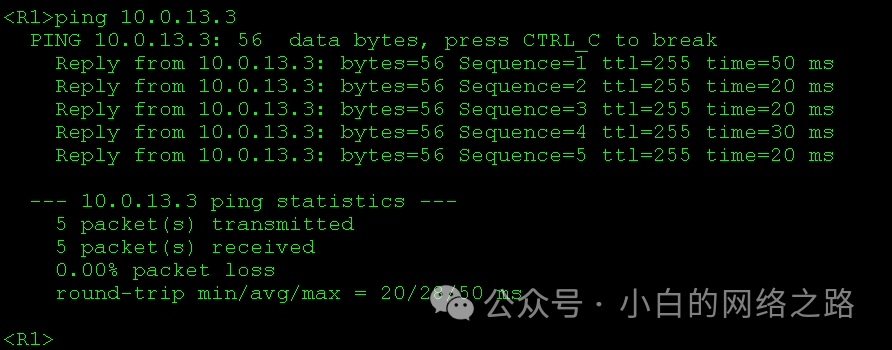 <R1>ping 10.0.13.3
PING 10.0.13.3: 56  data bytes, press CTRL_C to break
Reply from 10.0.13.3: bytes=56 Sequence=1 ttl=255 time=50 ms
Reply from 10.0.13.3: bytes=56 Sequence=2 ttl=255 time=20 ms
Reply from 10.0.13.3: bytes=56 Sequence=3 ttl=255 time=20 ms
Reply from 10.0.13.3: bytes=56 Sequence=4 ttl=255 time=30 ms
Reply from 10.0.13.3: bytes=56 Sequence=5 ttl=255 time=20 ms
--- 10.0.13.3 ping statistics ---
5 packet(s) transmitted
5 packet(s) received
0.00% packet loss
round-trip min/avg/max = 20/28/50 ms
公众号 · 小白的网络之路
<R1>